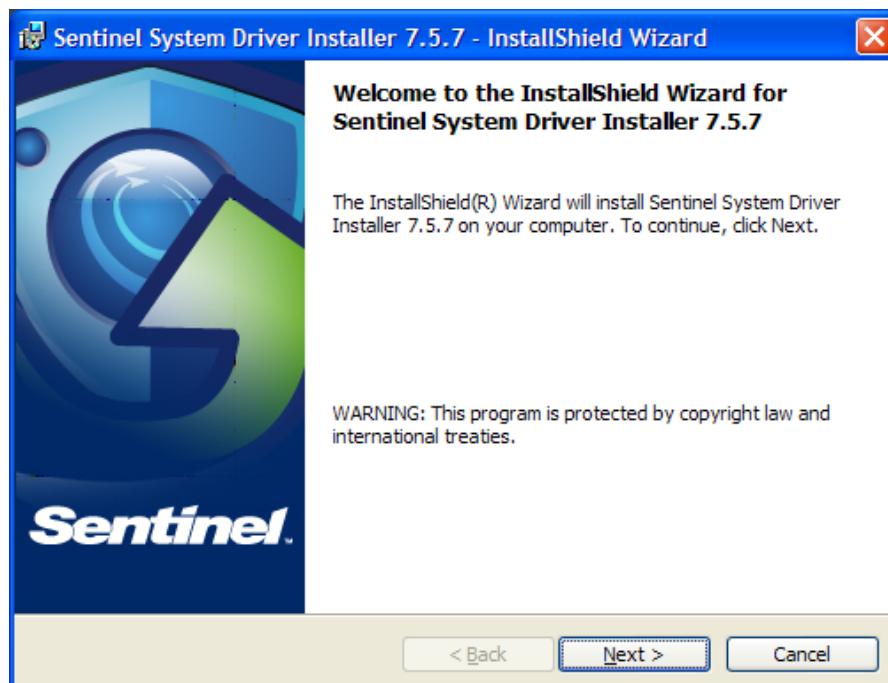 Sentinel System Driver Installer 7.5.7 - InstallShield Wizard
Welcome to the InstallShield Wizard for
Sentinel System Driver Installer 7.5.7
The InstallShield(R) Wizard will install Sentinel System Driver
Installer 7.5.7 on your computer. To continue, click Next.
WARNING: This program is protected by copyright law and
international treaties.
Sentinel™
< Back
Next >
Cancel